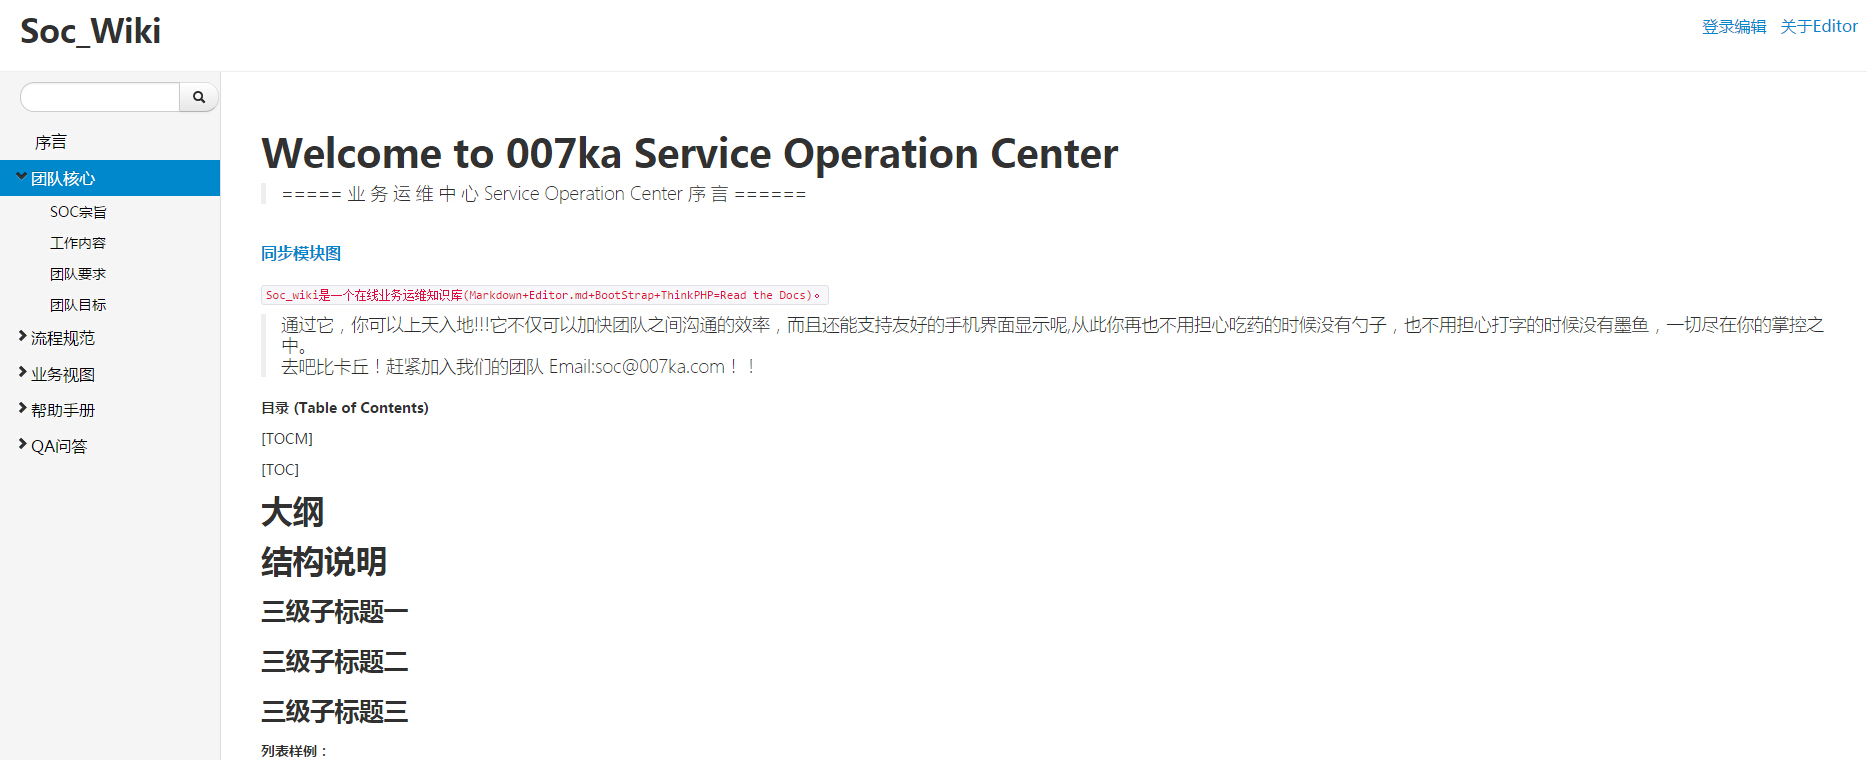 Soc_Wiki
登录编辑 关于Editor
序言
团队核心
SOC宗旨
工作内容
团队要求
团队目标
流程规范
业务视图
帮助手册
QA问答
Welcome to 007ka Service Operation Center
===== 业 务 运 维 中 心 Service Operation Center 序 言 ======
同步模块图
Soc_wiki是一个在线业务运维知识库(Markdown+Editor.md+BootStrap+ThinkPHP=Read the Docs)。
通过它，你可以上天入地!!!它不仅可以加快团队之间沟通的效率，而且还能支持友好的手机界面显示呢,从此你再也不用担心吃药的时候没有勺子，也不用担心打字的时候没有墨鱼，一切尽在你的掌控之
中。
去吧比卡丘！赶紧加入我们的团队 Email:soc@007ka.com！！
目录 (Table of Contents)
[TOCM]
[TOC]
大纲
结构说明
三级子标题一
三级子标题二
三级子标题三
列表样例：